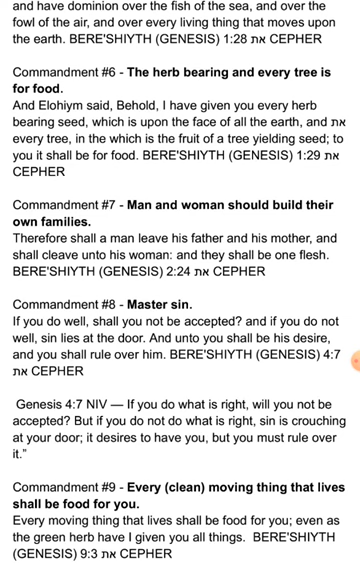 and have dominion over the fish of the sea, and over the
fowl of the air, and over every living thing that moves upon
the earth. BERE'SHIYTH (GENESIS) 1:28 את CEPHER
Commandment #6 - The herb bearing and every tree is
for food.
And Elohiym said, Behold, I have given you every herb
bearing seed, which is upon the face of all the earth, and את
every tree, in the which is the fruit of a tree yielding seed; to
you it shall be for food. BERE'SHIYTH (GENESIS) 1:29 את
CEPHER
Commandment #7 - Man and woman should build their
own families.
Therefore shall a man leave his father and his mother, and
shall cleave unto his woman: and they shall be one flesh.
BERE'SHIYTH (GENESIS) 2:24 את CEPHER
Commandment #8 - Master sin.
If you do well, shall you not be accepted? and if you do not
well, sin lies at the door. And unto you shall be his desire,
and you shall rule over him. BERE'SHIYTH (GENESIS) 4:7
את CEPHER
Genesis 4:7 NIV — If you do what is right, will you not be
accepted? But if you do not do what is right, sin is crouching
at your door; it desires to have you, but you must rule over
it.”
Commandment #9 - Every (clean) moving thing that lives
shall be food for you.
Every moving thing that lives shall be food for you; even as
the green herb have I given you all things. BERE'SHIYTH
(GENESIS) 9:3 את CEPHER